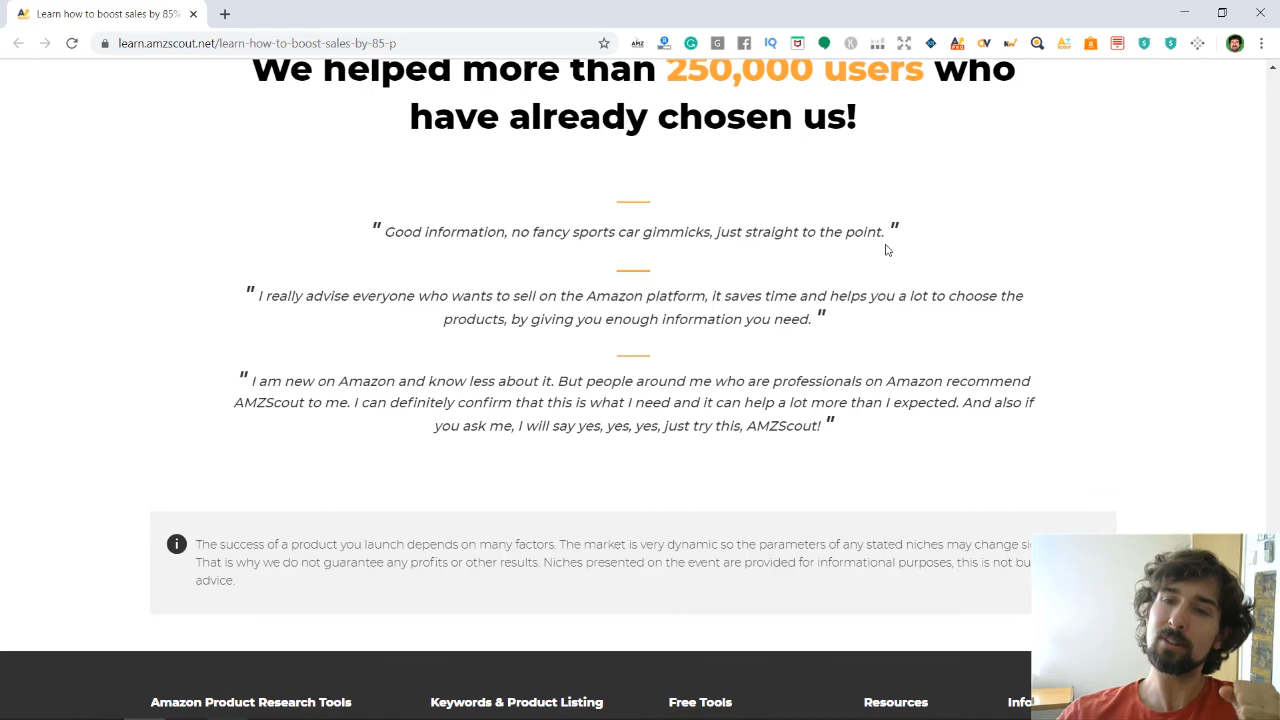 Learn how to boost sales by 85%
learn.amzscout.net/learn-how-to-boost-sales-by-85-p
We helped more than 250,000 users who
have already chosen us!
" Good information, no fancy sports car gimmicks, just straight to the point. "
" I really advise everyone who wants to sell on the Amazon platform, it saves time and helps you a lot to choose the
products, by giving you enough information you need. "
" I am new on Amazon and know less about it. But people around me who are professionals on Amazon recommend
AMZScout to me. I can definitely confirm that this is what I need and it can help a lot more than I expected. And also if
you ask me, I will say yes, yes, yes, just try this, AMZScout! "
The success of a product you launch depends on many factors. The market is very dynamic so the parameters of any stated niches may change
That is why we do not guarantee any profits or other results. Niches presented on the event are provided for informational purposes, this is not
advice.
Amazon Product Research Tools
Keywords & Product Listing
Free Tools
Resources